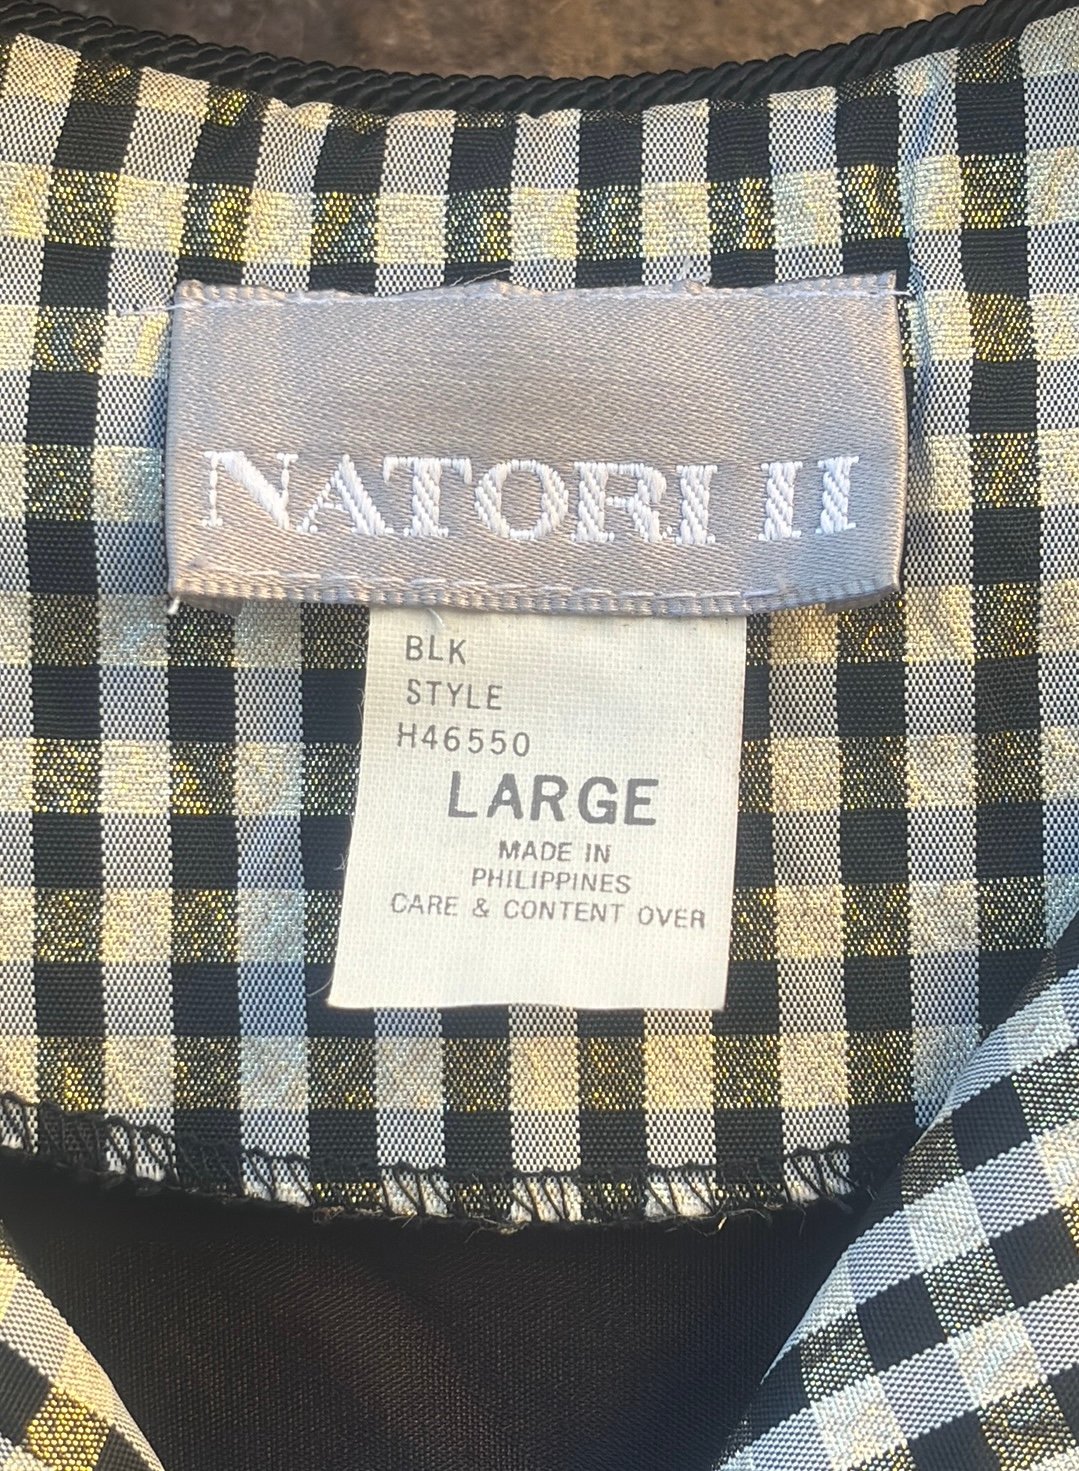 NATORI II
BLK
STYLE
H46550
LARGE
MADE IN
PHILIPPINES
CARE & CONTENT OVER